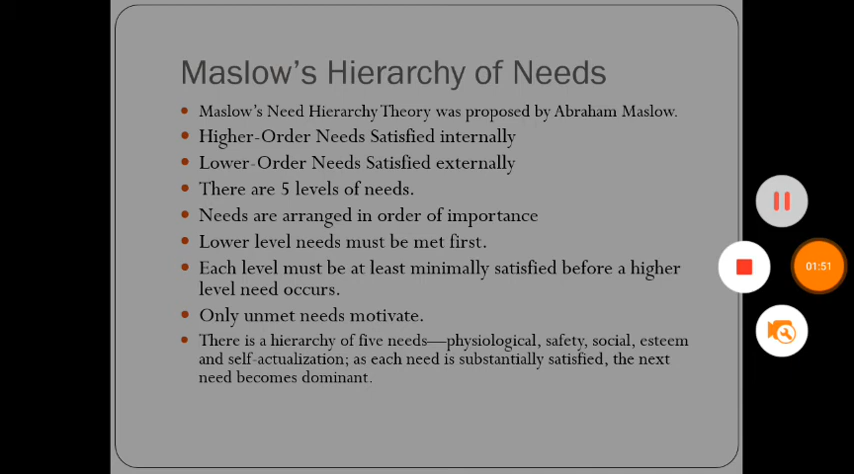 Maslow's Hierarchy of Needs
• Maslow's Need Hierarchy Theory was proposed by Abraham Maslow.
• Higher-Order Needs Satisfied internally
• Lower-Order Needs Satisfied externally
• There are 5 levels of needs.
• Needs are arranged in order of importance
• Lower level needs must be met first.
• Each level must be at least minimally satisfied before a higher
level need occurs.
• Only unmet needs motivate.
• There is a hierarchy of five needs—physiological, safety, social, esteem
and self-actualization; as each need is substantially satisfied, the next
need becomes dominant.
01:51